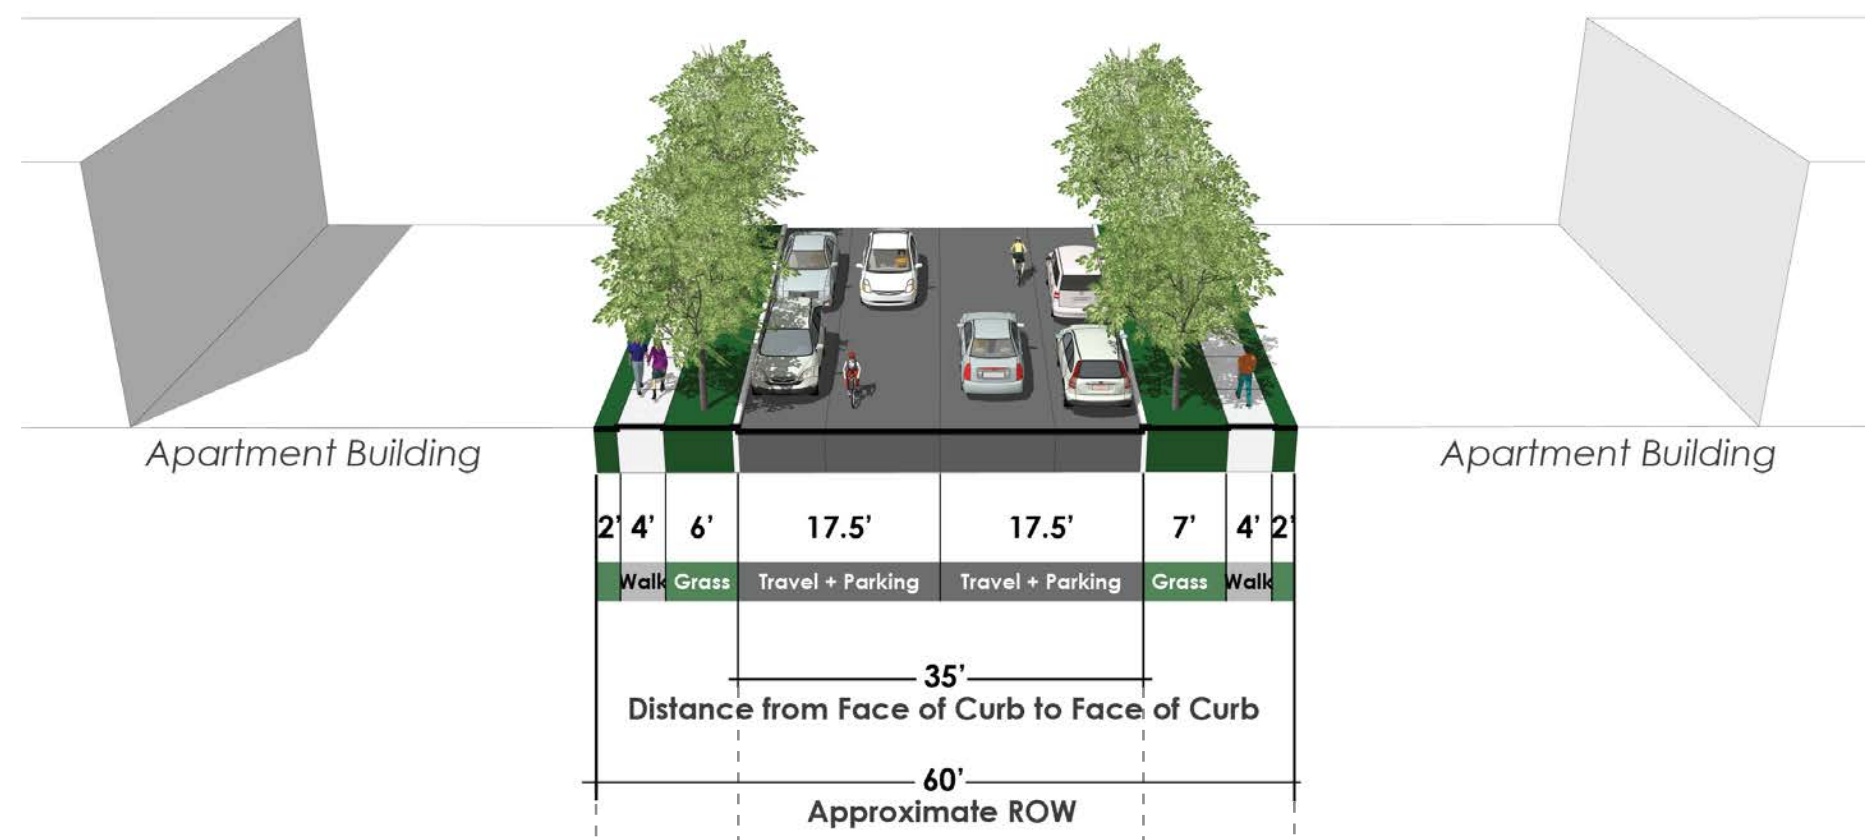 Apartment Building
Apartment Building
2' 4' 6' 17.5' 17.5' 7' 4' 2'
Walk Grass Travel + Parking Travel + Parking Grass Walk
35'
Distance from Face of Curb to Face of Curb
60'
Approximate ROW